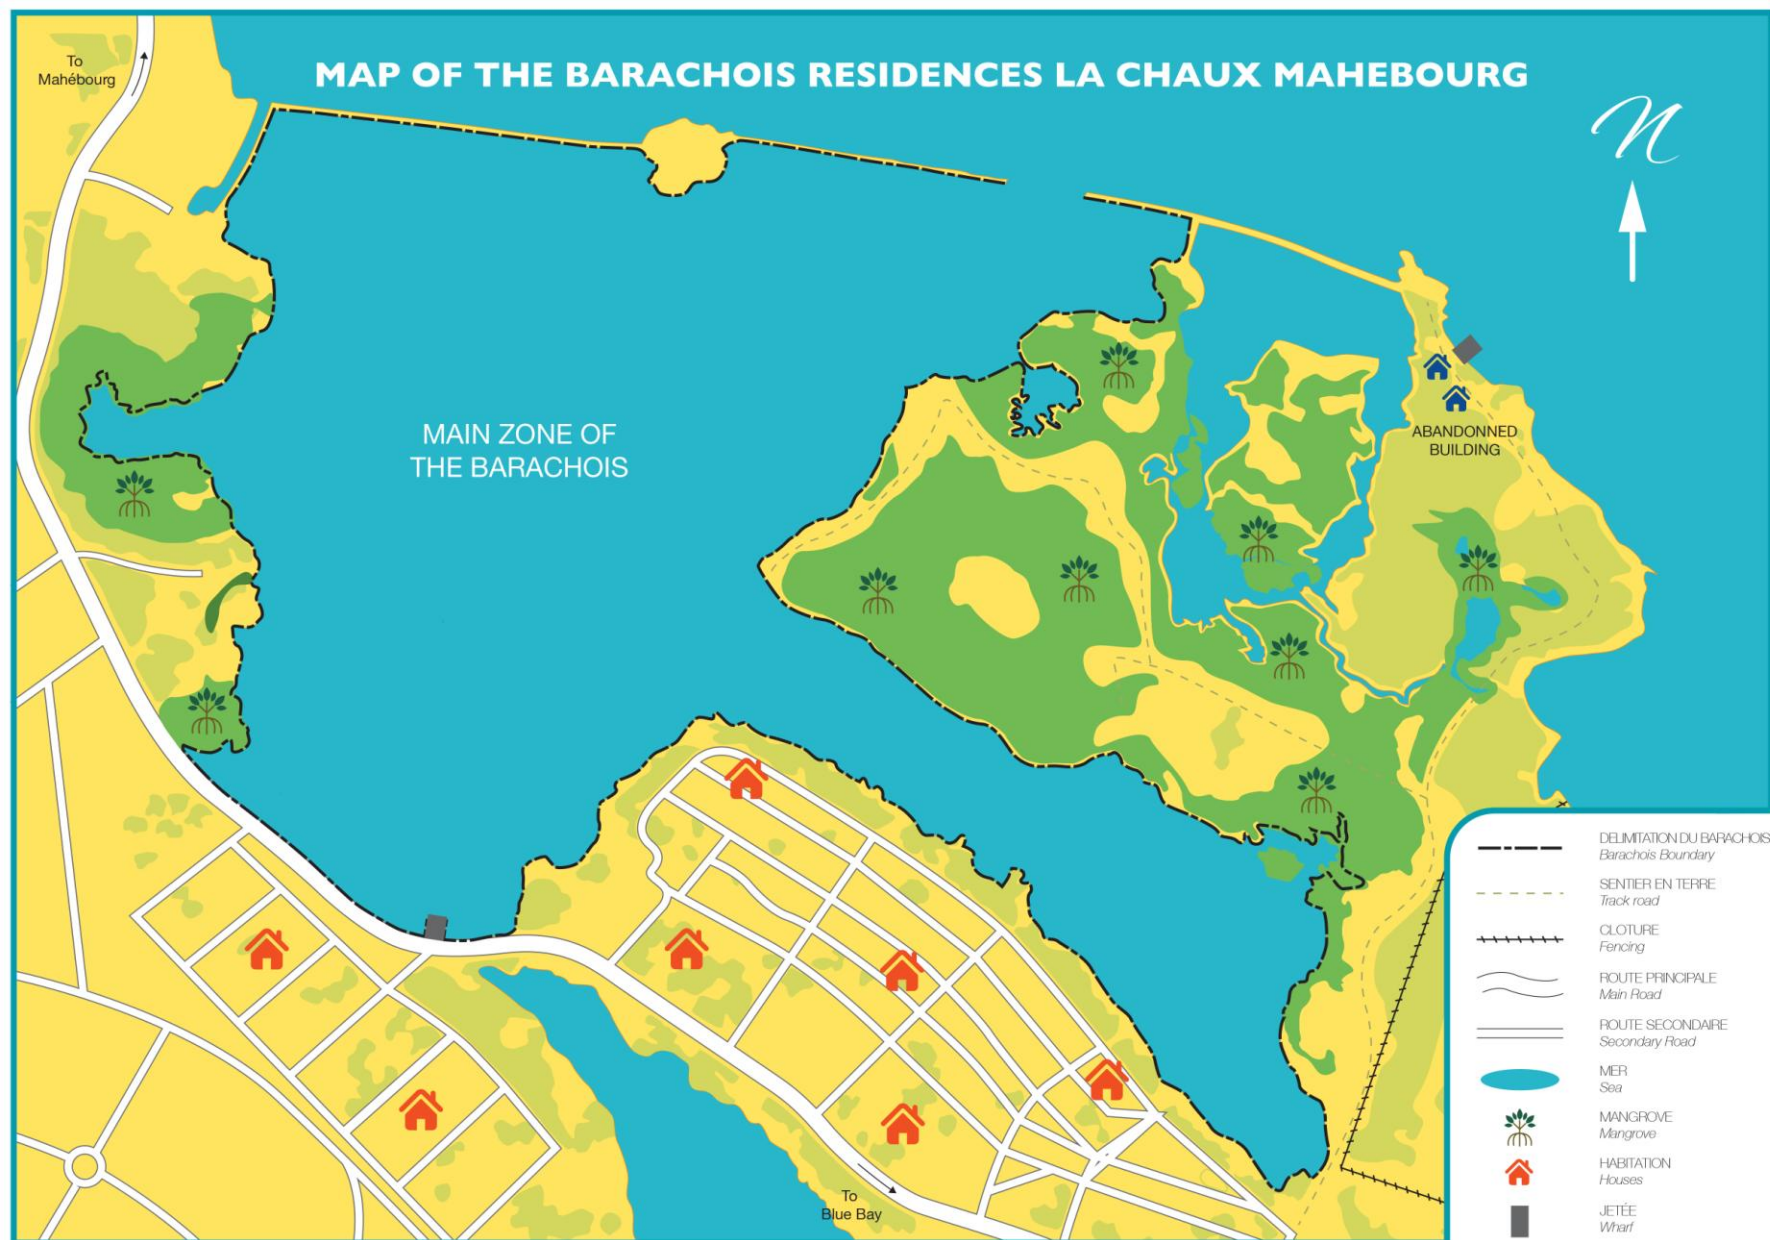 MAP OF THE BARACHOIS RESIDENCES LA CHAUX MAHEBOURG
To
Mahébourg
N
MAIN ZONE OF
THE BARACHOIS
ABANDONNED
BUILDING
To
Blue Bay
DELIMITATION DU BARACHOIS
Barachois Boundary
SENTIER EN TERRE
Track road
CLOTURE
Fencing
ROUTE PRINCIPALE
Main Road
ROUTE SECONDAIRE
Secondary Road
MER
Sea
MANGROVE
Mangrove
HABITATION
Houses
JETÉE
Wharf